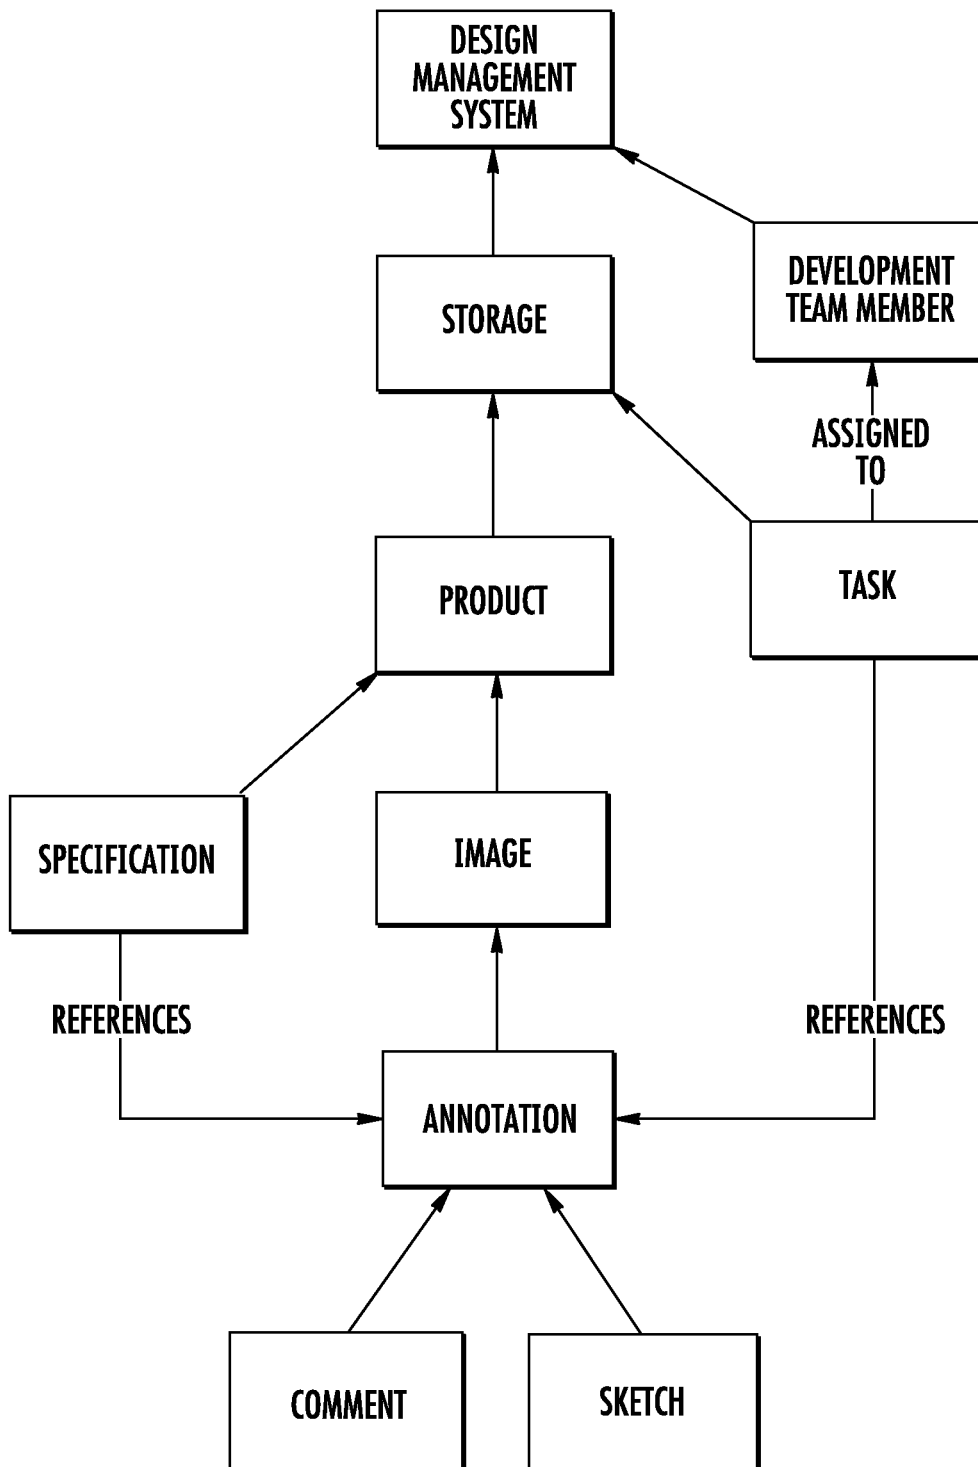 DESIGN
MANAGEMENT
SYSTEM
DEVELOPMENT
TEAM MEMBER
STORAGE
ASSIGNED
TO
PRODUCT
TASK
SPECIFICATION
IMAGE
REFERENCES
REFERENCES
ANNOTATION
COMMENT
SKETCH